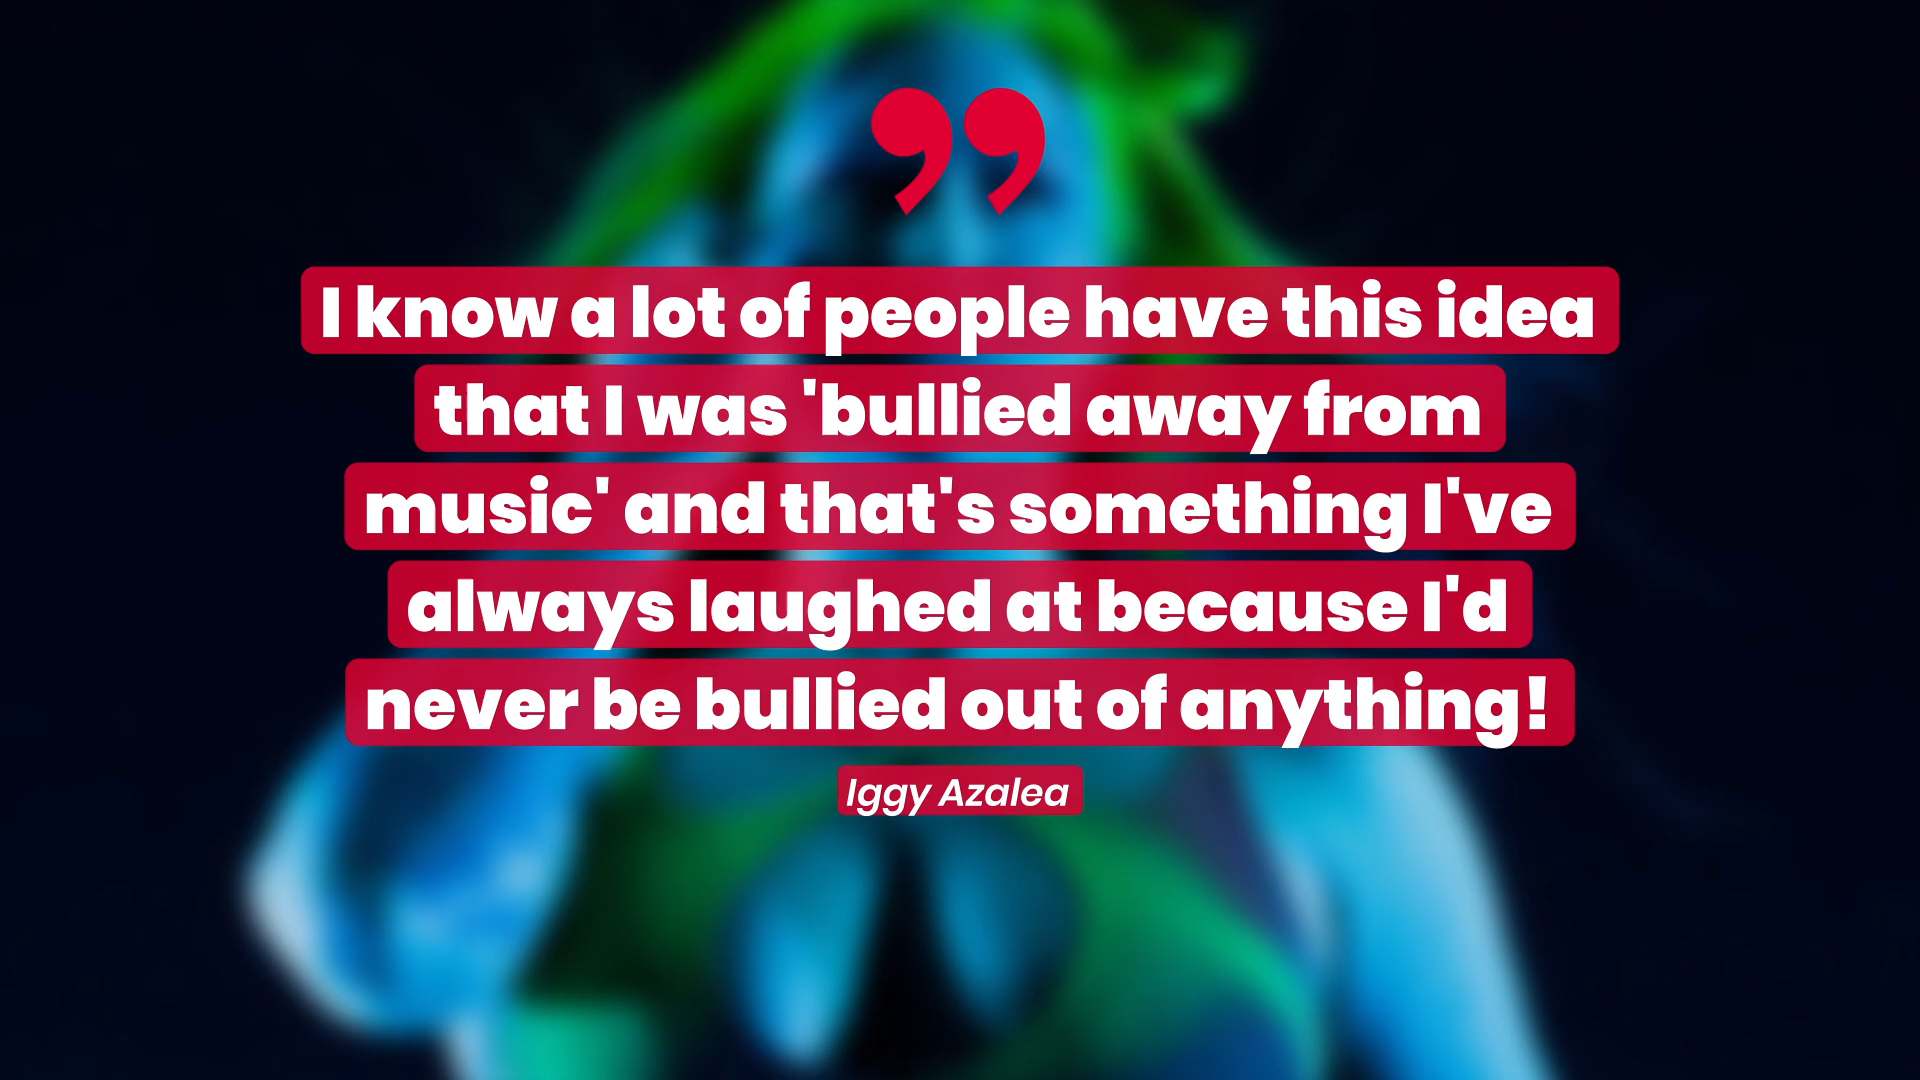 ”
I know a lot of people have this idea
that I was 'bullied away from
music' and that's something I've
always laughed at because I'd
never be bullied out of anything!
Iggy Azalea